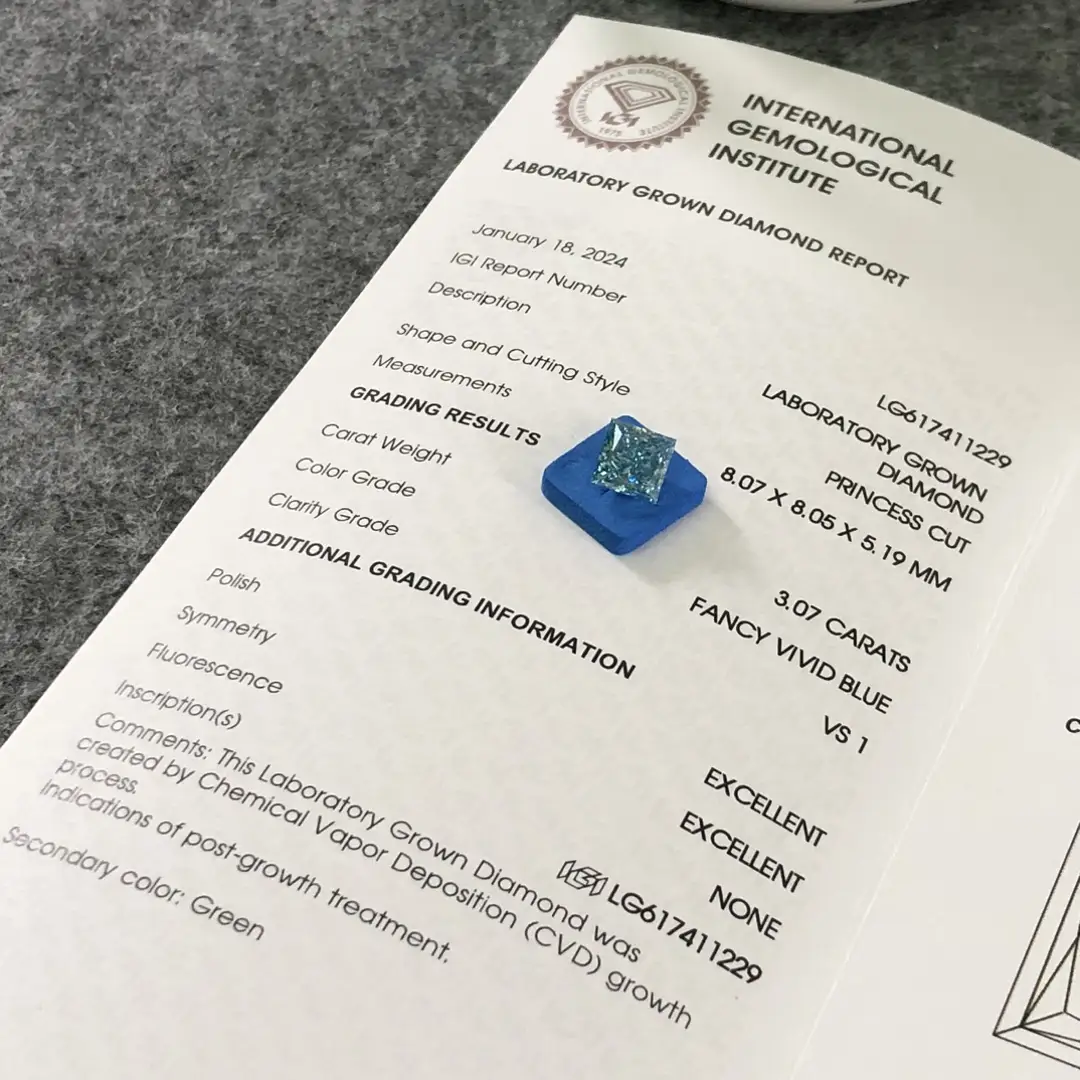 INTERNATIONAL GEMOLOGICAL INSTITUTE
1975
INTERNATIONAL
GEMOLOGICAL
INSTITUTE
LABORATORY GROWN DIAMOND REPORT
January 18, 2024
IGI Report Number LG617411229
Description LABORATORY GROWN
DIAMOND
Shape and Cutting Style PRINCESS CUT
Measurements 8.07 X 8.05 X 5.19 MM
GRADING RESULTS
Carat Weight 3.07 CARATS
Color Grade FANCY VIVID BLUE
Clarity Grade VS 1
ADDITIONAL GRADING INFORMATION
Polish EXCELLENT
Symmetry EXCELLENT
Fluorescence NONE
Inscription(s) IGI LG617411229
Comments: This Laboratory Grown Diamond was
created by Chemical Vapor Deposition (CVD) growth
process.
Indications of post-growth treatment.
Secondary color: Green